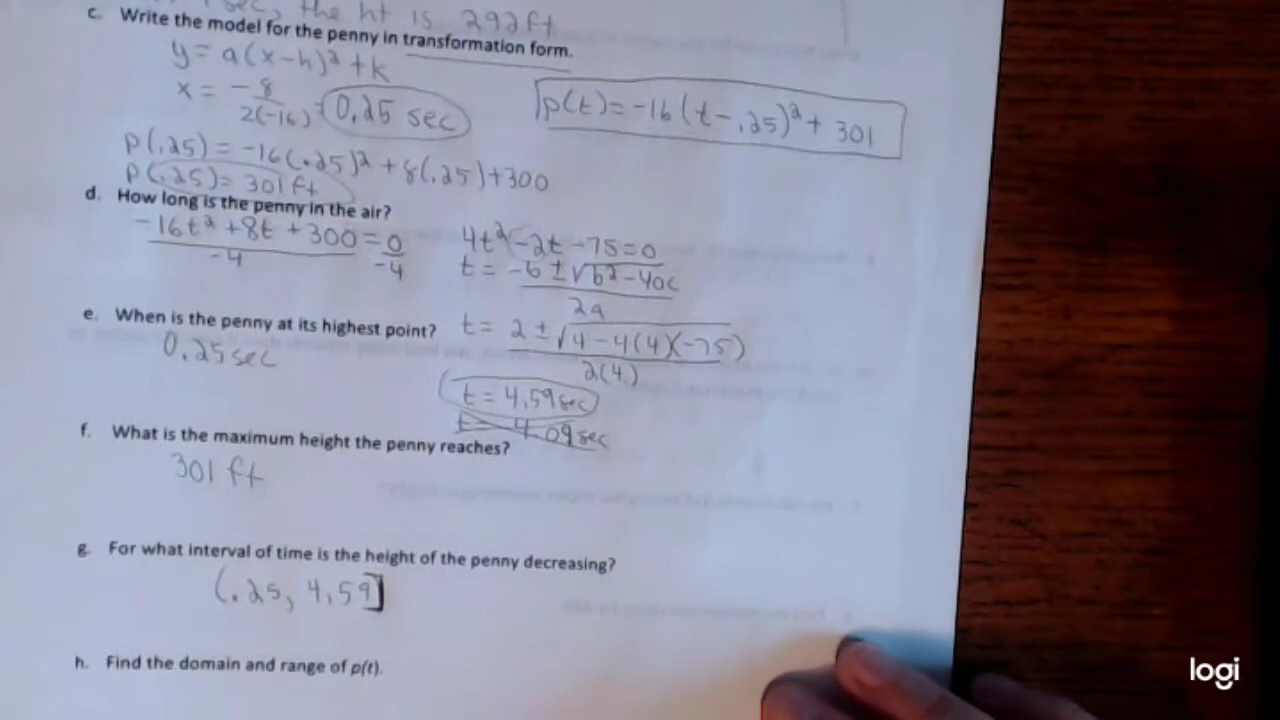 sec, the ht is 292ft
c. Write the model for the penny in transformation form.
y = a(x-h)² + k
x = -8
2(-16) = 0.25 sec
p(t) = -16(t-.25)² + 301
p(.25) = -16(.25)² + 8(.25)+300
p(.25) = 301 ft
d. How long is the penny in the air?
-16t² +8t +300 = 0
-4 -4
4t² -2t -75=0
t = -b ± √b²-4ac
2a
t = 2 ± √4-4(4)(-75)
2(4)
t = 4.59 sec
4.09 sec
e. When is the penny at its highest point?
0.25 sec
f. What is the maximum height the penny reaches?
301 ft
g. For what interval of time is the height of the penny decreasing?
(.25, 4.59]
h. Find the domain and range of p(t).
logi